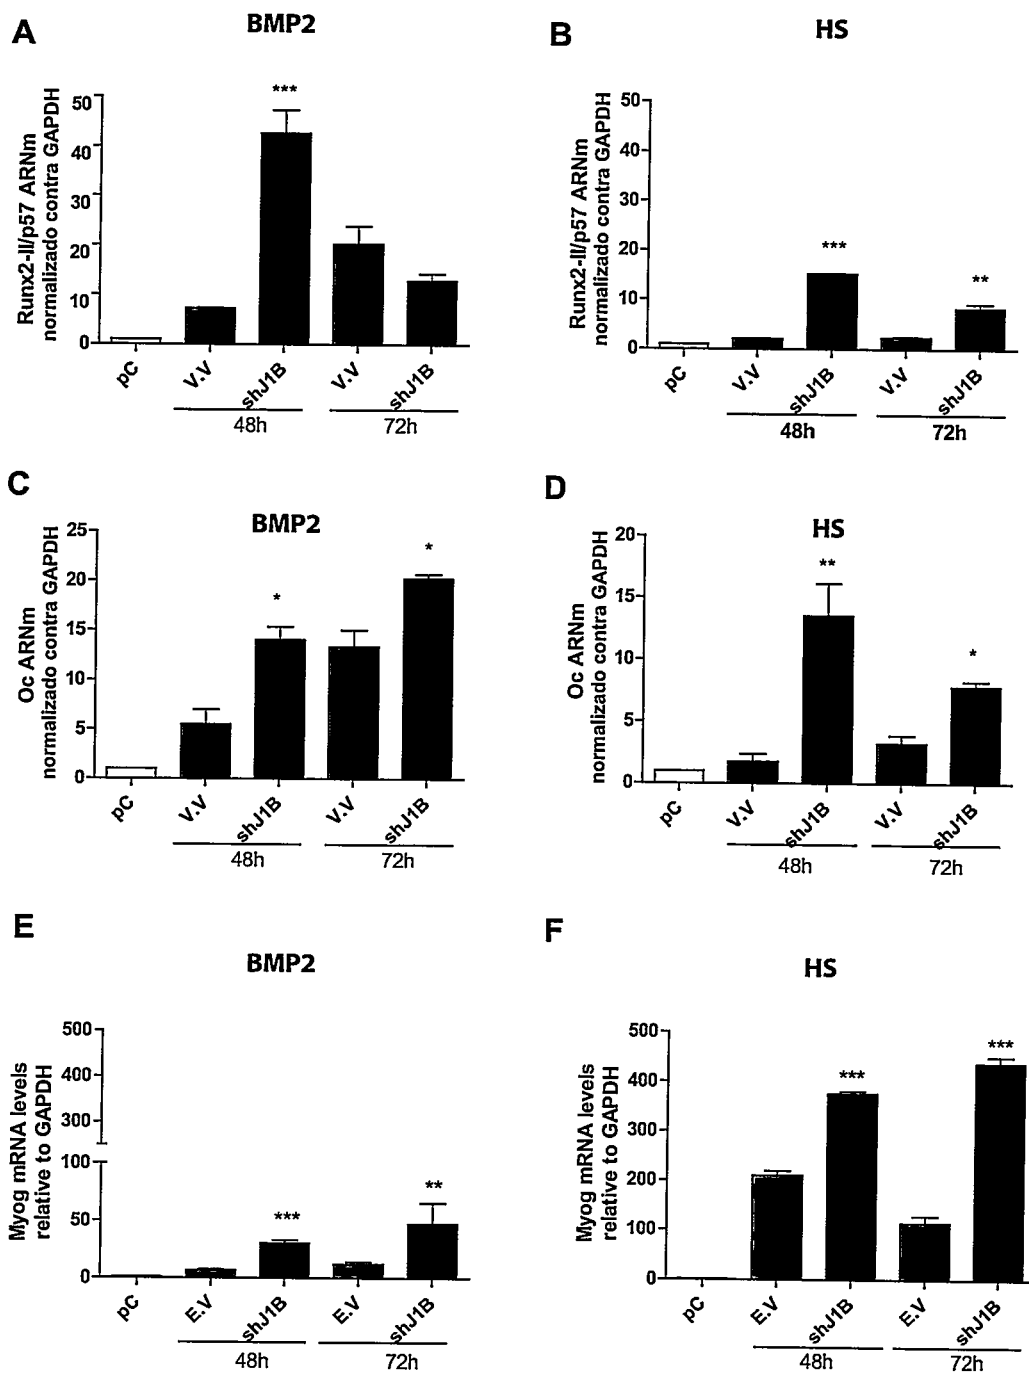 A
BMP2
Runx2-II/p57 ARNm
normalizado contra GAPDH
50
40
30
20
10
0
***
pC
V.V
shJ1B
V.V
shJ1B
48h
72h
B
HS
Runx2-II/p57 ARNm
normalizado contra GAPDH
50
40
30
20
10
0
***
**
pC
V.V
shJ1B
V.V
shJ1B
48h
72h
C
BMP2
Oc ARNm
normalizado contra GAPDH
25
20
15
10
5
0
*
*
pC
V.V
shJ1B
V.V
shJ1B
48h
72h
D
HS
Oc ARNm
normalizado contra GAPDH
20
15
10
5
0
**
*
pC
V.V
shJ1B
V.V
shJ1B
48h
72h
E
BMP2
Myog mRNA levels
relative to GAPDH
500
400
300
100
50
0
***
**
pC
E.V
shJ1B
E.V
shJ1B
48h
72h
F
HS
Myog mRNA levels
relative to GAPDH
500
400
300
200
100
0
***
***
pC
E.V
shJ1B
E.V
shJ1B
48h
72h